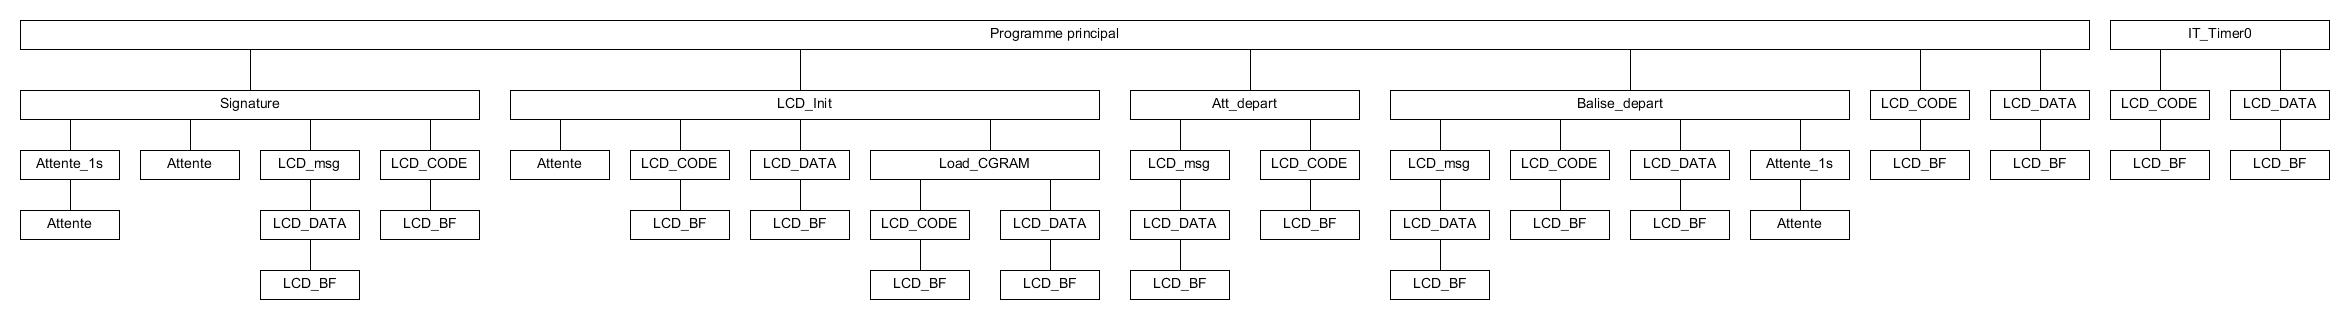 Programme principal
IT_Timer0
Signature
LCD_Init
Att_depart
Balise_depart
LCD_CODE
LCD_DATA
LCD_CODE
LCD_DATA
Attente_1s
Attente
LCD_msg
LCD_CODE
Attente
LCD_CODE
LCD_DATA
Load_CGRAM
LCD_msg
LCD_CODE
LCD_msg
LCD_CODE
LCD_DATA
Attente_1s
LCD_BF
LCD_BF
LCD_BF
LCD_BF
Attente
LCD_DATA
LCD_BF
LCD_BF
LCD_BF
LCD_CODE
LCD_DATA
LCD_DATA
LCD_BF
LCD_DATA
LCD_BF
LCD_BF
Attente
LCD_BF
LCD_BF
LCD_BF
LCD_BF
LCD_BF